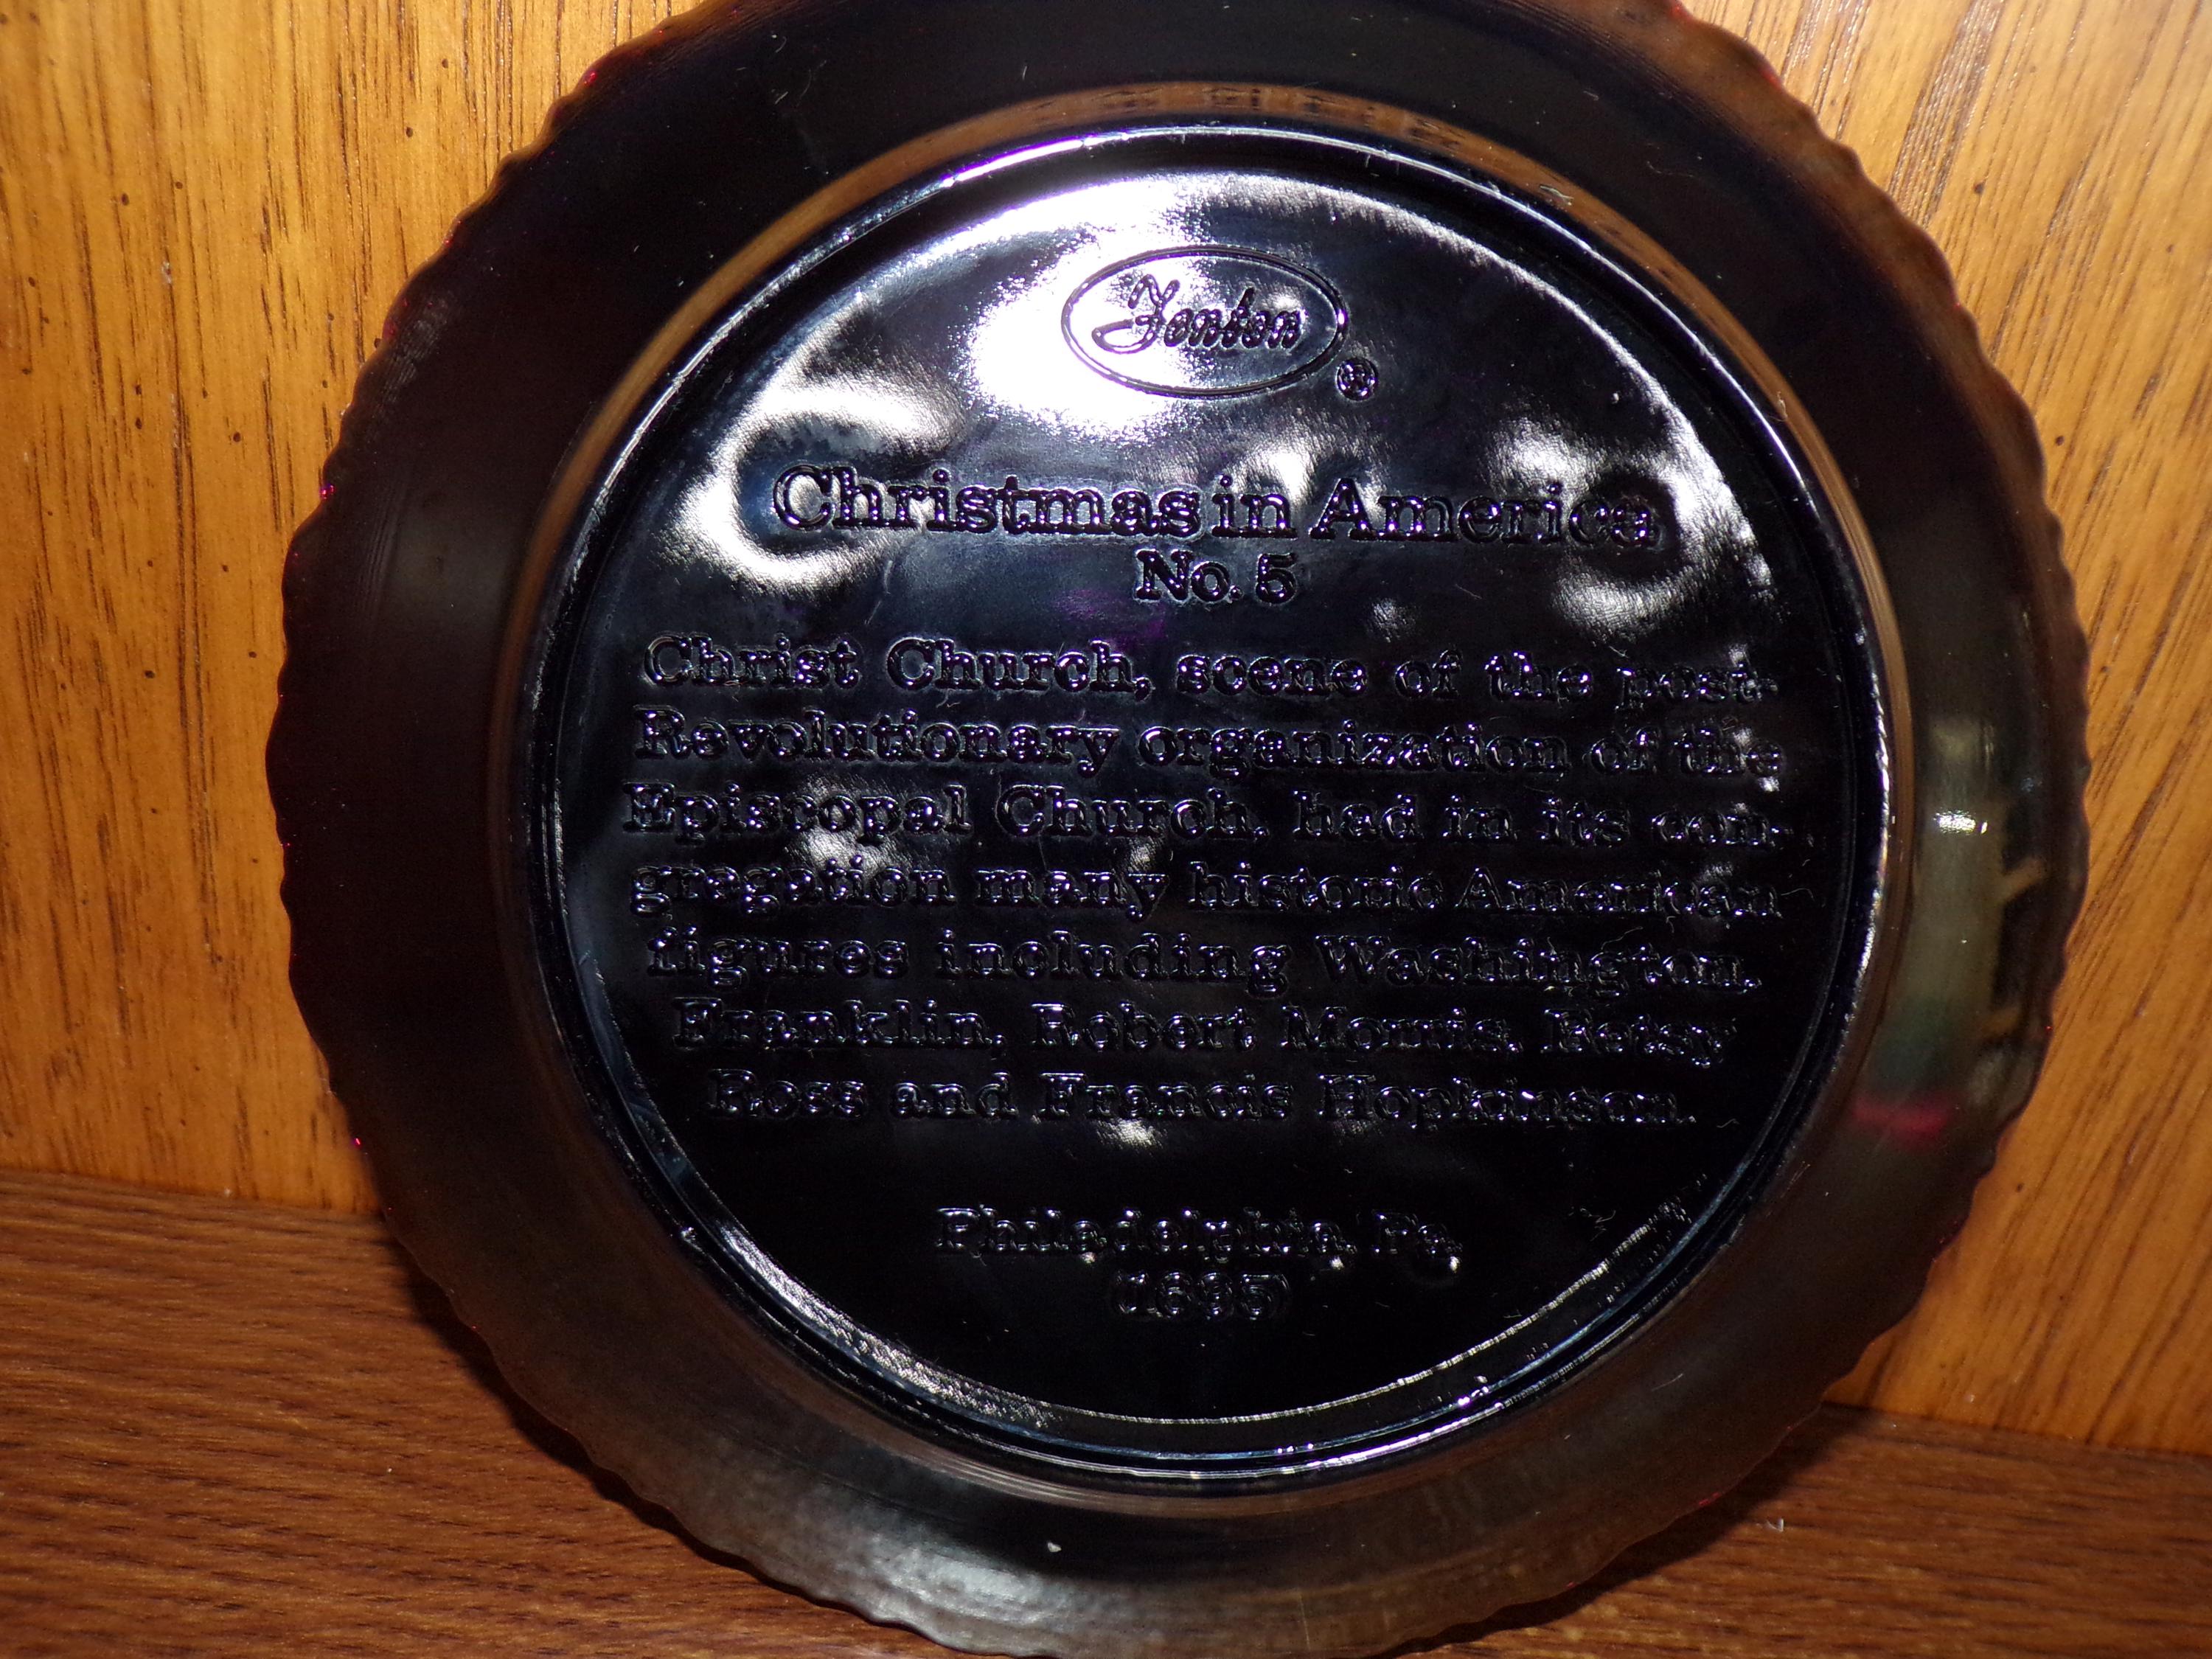 Fenton
®
Christmas in America
No. 5
Christ Church, scene of the post-
Revolutionary organization of the
Episcopal Church, had in its con-
gregation many historic American
figures including Washington,
Franklin, Robert Morris, Betsy
Ross and Francis Hopkinson.
Philadelphia, Pa.
(1695)